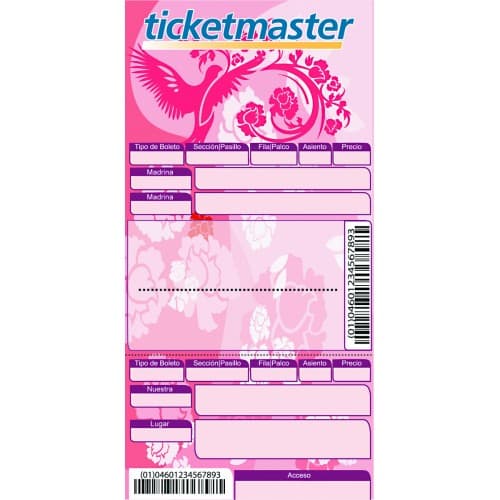 ticketmaster
Tipo de Boleto Sección|Pasillo Fila|Palco Asiento Precio
Madrina
Madrina
(01)04601234567893
Tipo de Boleto Sección|Pasillo Fila|Palco Asiento Precio
Nuestra
Lugar
(01)04601234567893
Acceso